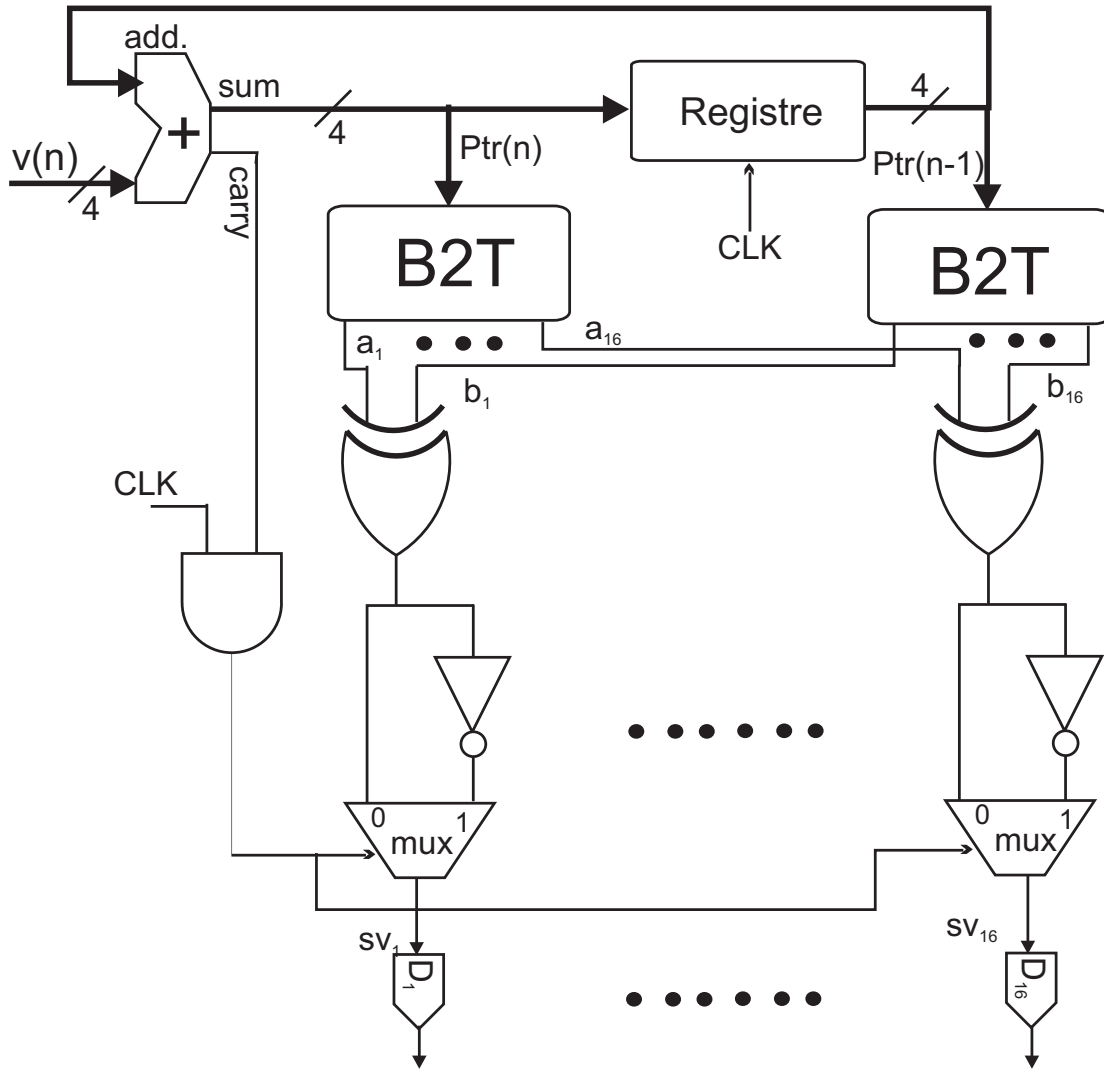 add.
sum
4
Registre
4
+
Ptr(n)
Ptr(n-1)
v(n)
4
carry
CLK
B2T
B2T
a₁
a₁₆
b₁
b₁₆
CLK
0 1
mux
0 1
mux
sv₁
sv₁₆
D₁
D₁₆